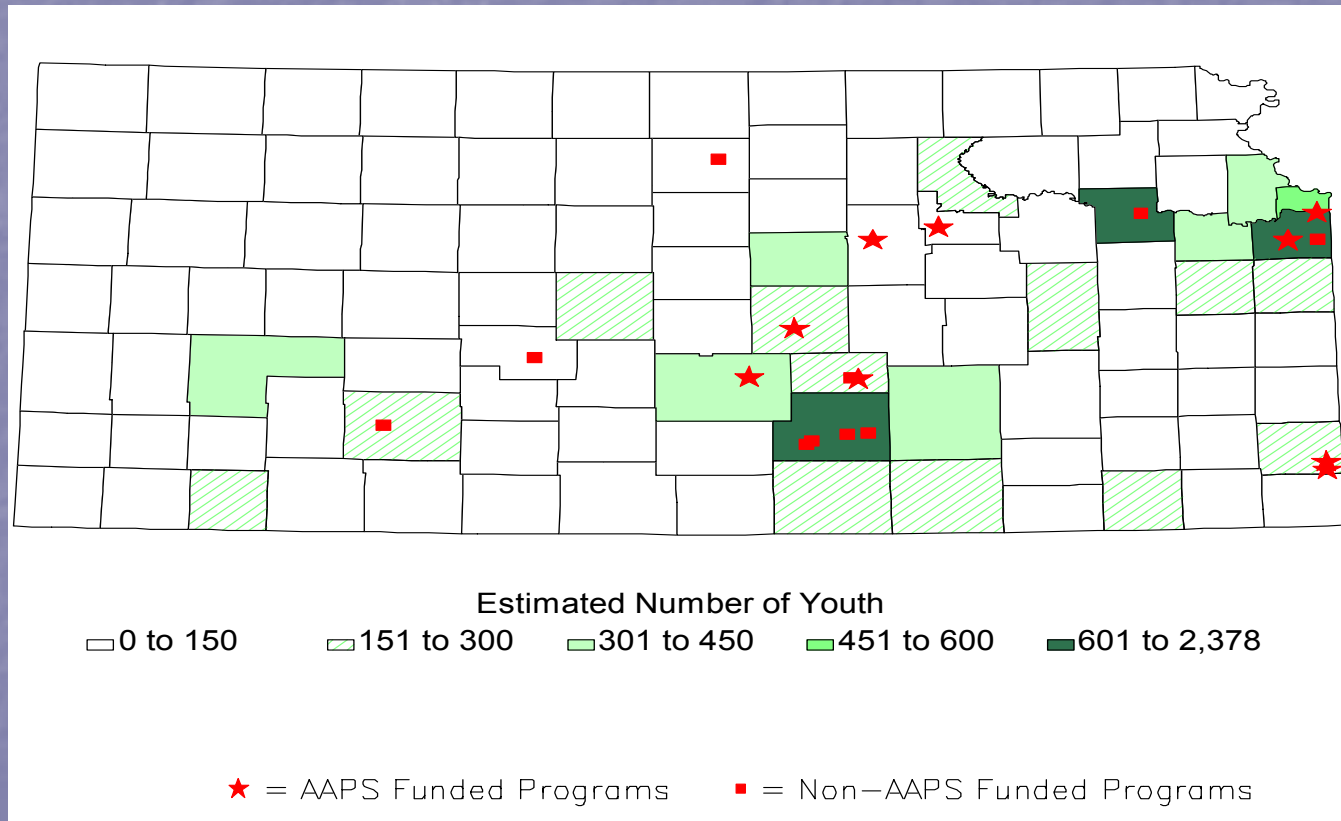 Estimated Number of Youth
0 to 150 151 to 300 301 to 450 451 to 600 601 to 2,378
= AAPS Funded Programs = Non-AAPS Funded Programs